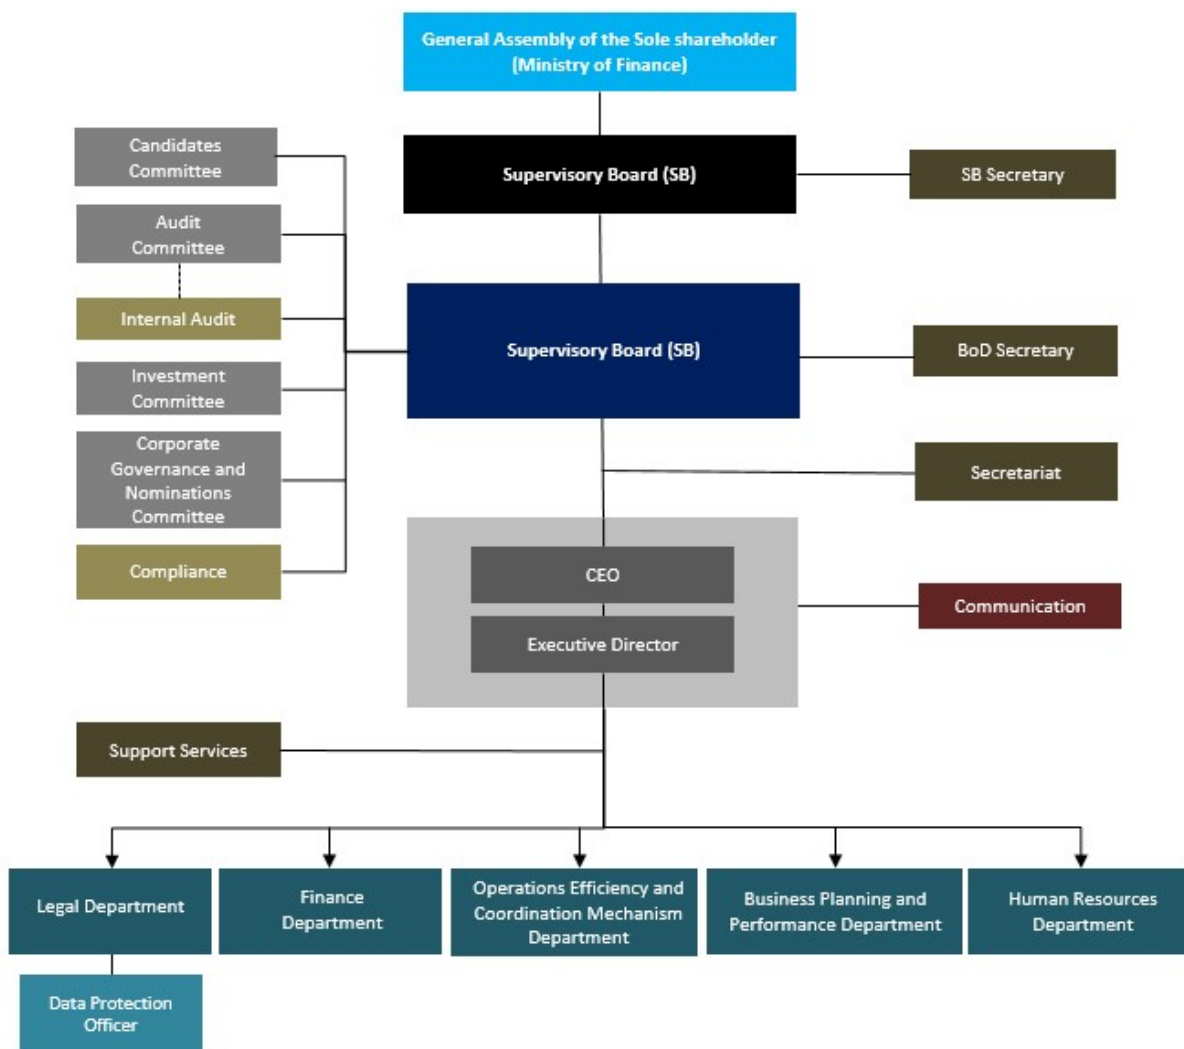 General Assembly of the Sole shareholder
(Ministry of Finance)
Candidates
Committee
Supervisory Board (SB)
SB Secretary
Audit
Committee
Internal Audit
Supervisory Board (SB)
BoD Secretary
Investment
Committee
Corporate
Governance and
Nominations
Committee
Secretariat
Compliance
CEO
Communication
Executive Director
Support Services
Legal Department
Finance
Department
Operations Efficiency and
Coordination Mechanism
Department
Business Planning and
Performance Department
Human Resources
Department
Data Protection
Officer